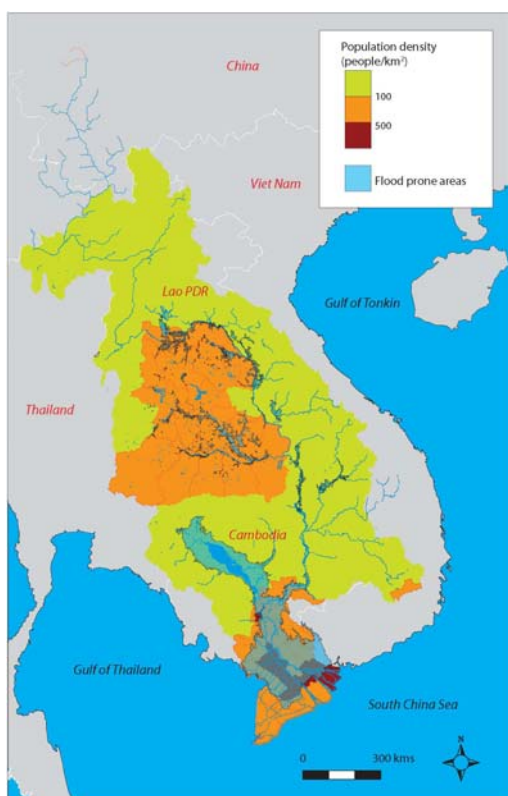 Population density
(people/km²)
100
500
Flood prone areas
China
Viet Nam
Lao PDR
Gulf of Tonkin
Thailand
Cambodia
Gulf of Thailand
South China Sea
0 300 kms
N